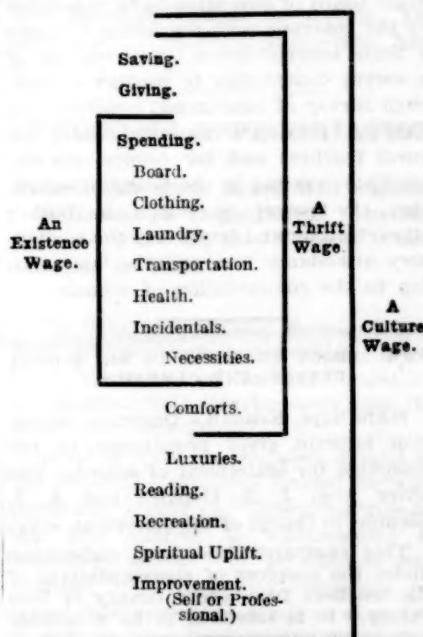 Saving.
Giving.
Spending.
Board.
Clothing.
Laundry.
Transportation.
Health.
Incidentals.
Necessities.
Comforts.
Luxuries.
Reading.
Recreation.
Spiritual Uplift.
Improvement.
(Self or Profes-
sional.)
An
Existence
Wage.
A
Thrift
Wage.
A
Culture
Wage.